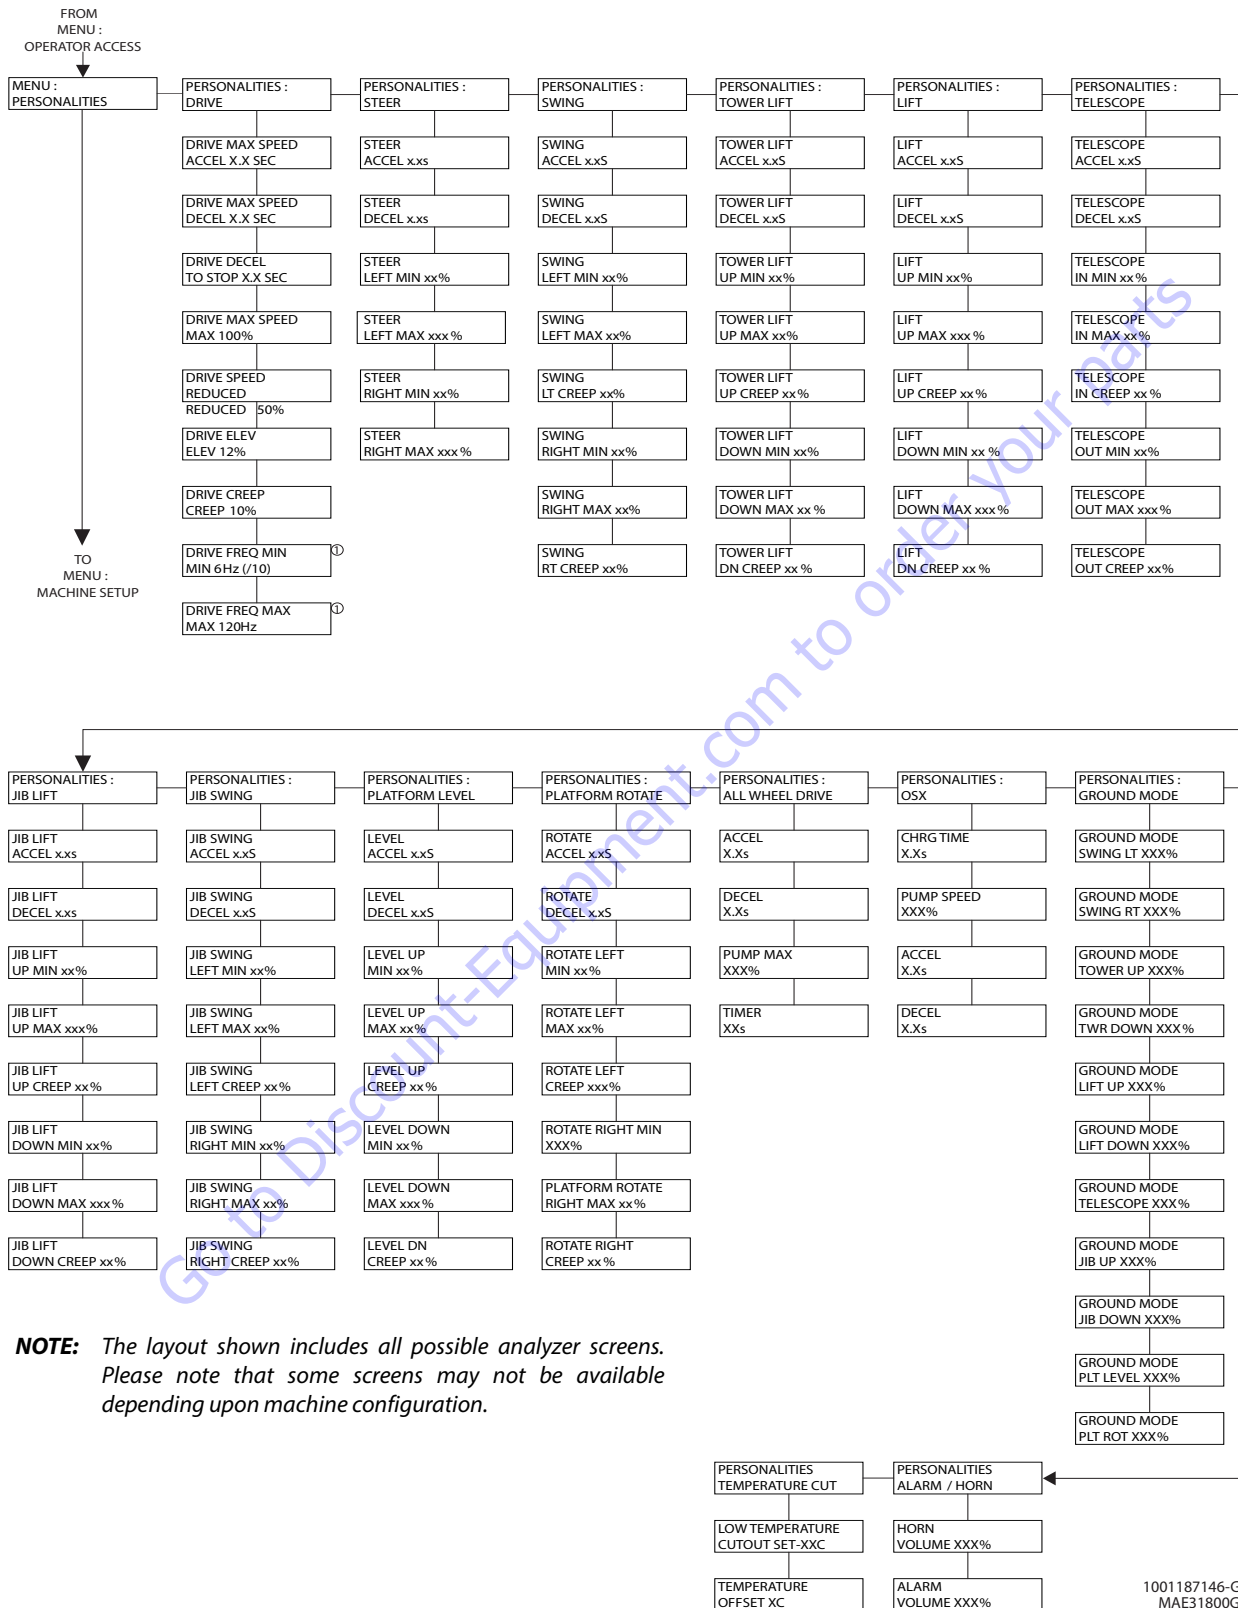 FROM
MENU :
OPERATOR ACCESS
MENU :
PERSONALITIES
TO
MENU :
MACHINE SETUP
PERSONALITIES :
DRIVE
DRIVE MAX SPEED
ACCEL X.X SEC
DRIVE MAX SPEED
DECEL X.X SEC
DRIVE DECEL
TO STOP X.X SEC
DRIVE MAX SPEED
MAX 100%
DRIVE SPEED
REDUCED
REDUCED 50%
DRIVE ELEV
ELEV 12%
DRIVE CREEP
CREEP 10%
DRIVE FREQ MIN ①
MIN 6Hz (/10)
DRIVE FREQ MAX ①
MAX 120Hz
PERSONALITIES :
STEER
STEER
ACCEL x.xs
STEER
DECEL x.xs
STEER
LEFT MIN xx%
STEER
LEFT MAX xxx%
STEER
RIGHT MIN xx%
STEER
RIGHT MAX xxx%
PERSONALITIES :
SWING
SWING
ACCEL x.xS
SWING
DECEL x.xS
SWING
LEFT MIN xx%
SWING
LEFT MAX xx%
SWING
LT CREEP xx%
SWING
RIGHT MIN xx%
SWING
RIGHT MAX xx%
SWING
RT CREEP xx%
PERSONALITIES :
TOWER LIFT
TOWER LIFT
ACCEL x.xS
TOWER LIFT
DECEL x.xS
TOWER LIFT
UP MIN xx%
TOWER LIFT
UP MAX xx%
TOWER LIFT
UP CREEP xx%
TOWER LIFT
DOWN MIN xx%
TOWER LIFT
DOWN MAX xx %
TOWER LIFT
DN CREEP xx %
PERSONALITIES :
LIFT
LIFT
ACCEL x.xS
LIFT
DECEL x.xS
LIFT
UP MIN xx%
LIFT
UP MAX xxx %
LIFT
UP CREEP xx %
LIFT
DOWN MIN xx %
LIFT
DOWN MAX xxx %
LIFT
DN CREEP xx %
PERSONALITIES :
TELESCOPE
TELESCOPE
ACCEL x.xS
TELESCOPE
DECEL x.xS
TELESCOPE
IN MIN xx %
TELESCOPE
IN MAX xx%
TELESCOPE
IN CREEP xx %
TELESCOPE
OUT MIN xx%
TELESCOPE
OUT MAX xxx%
TELESCOPE
OUT CREEP xx%
PERSONALITIES :
JIB LIFT
JIB LIFT
ACCEL x.xs
JIB LIFT
DECEL x.xs
JIB LIFT
UP MIN xx%
JIB LIFT
UP MAX xxx%
JIB LIFT
UP CREEP xx%
JIB LIFT
DOWN MIN xx%
JIB LIFT
DOWN MAX xxx%
JIB LIFT
DOWN CREEP xx%
PERSONALITIES :
JIB SWING
JIB SWING
ACCEL x.xS
JIB SWING
DECEL x.xS
JIB SWING
LEFT MIN xx%
JIB SWING
LEFT MAX xx%
JIB SWING
LEFT CREEP xx%
JIB SWING
RIGHT MIN xx%
JIB SWING
RIGHT MAX xx%
JIB SWING
RIGHT CREEP xx%
PERSONALITIES :
PLATFORM LEVEL
LEVEL
ACCEL x.xS
LEVEL
DECEL x.xS
LEVEL UP
MIN xx%
LEVEL UP
MAX xx%
LEVEL UP
CREEP xx%
LEVEL DOWN
MIN xx%
LEVEL DOWN
MAX xxx%
LEVEL DN
CREEP xx%
PERSONALITIES :
PLATFORM ROTATE
ROTATE
ACCEL x.xS
ROTATE
DECEL x.xS
ROTATE LEFT
MIN xx%
ROTATE LEFT
MAX xx%
ROTATE LEFT
CREEP xxx%
ROTATE RIGHT MIN
XXX%
PLATFORM ROTATE
RIGHT MAX xx%
ROTATE RIGHT
CREEP xx %
PERSONALITIES :
ALL WHEEL DRIVE
ACCEL
X.Xs
DECEL
X.Xs
PUMP MAX
XXX%
TIMER
XXs
PERSONALITIES :
OSX
CHRG TIME
X.Xs
PUMP SPEED
XXX%
ACCEL
X.Xs
DECEL
X.Xs
PERSONALITIES :
GROUND MODE
GROUND MODE
SWING LT XXX%
GROUND MODE
SWING RT XXX%
GROUND MODE
TOWER UP XXX%
GROUND MODE
TWR DOWN XXX%
GROUND MODE
LIFT UP XXX%
GROUND MODE
LIFT DOWN XXX%
GROUND MODE
TELESCOPE XXX%
GROUND MODE
JIB UP XXX%
GROUND MODE
JIB DOWN XXX%
GROUND MODE
PLT LEVEL XXX%
GROUND MODE
PLT ROT XXX%
NOTE: The layout shown includes all possible analyzer screens.
Please note that some screens may not be available
depending upon machine configuration.
PERSONALITIES
TEMPERATURE CUT
LOW TEMPERATURE
CUTOUT SET-XXC
TEMPERATURE
OFFSET XC
PERSONALITIES
ALARM / HORN
HORN
VOLUME XXX%
ALARM
VOLUME XXX%
1001187146-G
MAE31800G
Go to Discount-Equipment.com to order your parts